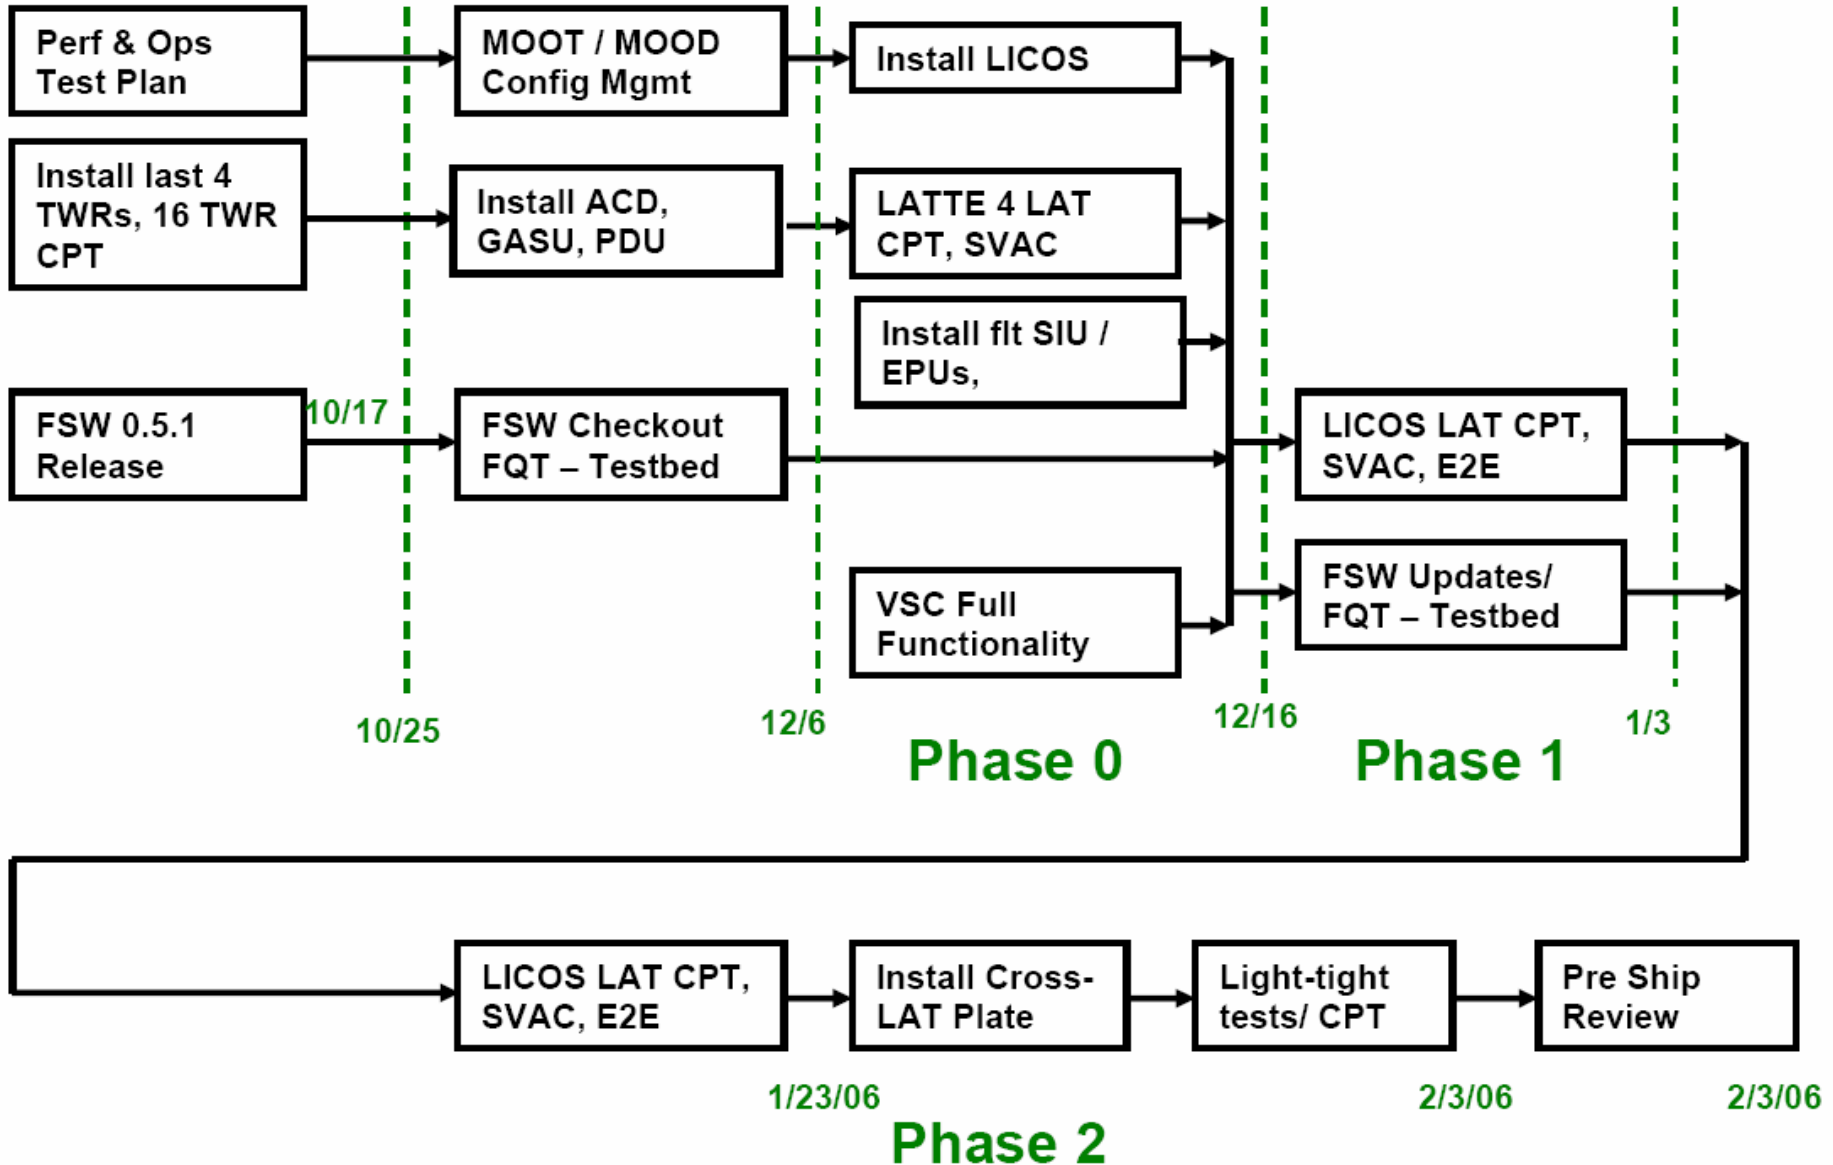 Perf & Ops
Test Plan
MOOT / MOOD
Config Mgmt
Install LICOS
Install last 4
TWRs, 16 TWR
CPT
Install ACD,
GASU, PDU
LATTE 4 LAT
CPT, SVAC
Install flt SIU /
EPUs,
FSW 0.5.1
Release
10/17
FSW Checkout
FQT – Testbed
LICOS LAT CPT,
SVAC, E2E
VSC Full
Functionality
FSW Updates/
FQT – Testbed
10/25
12/6
12/16
1/3
Phase 0
Phase 1
LICOS LAT CPT,
SVAC, E2E
Install Cross-
LAT Plate
Light-tight
tests/ CPT
Pre Ship
Review
1/23/06
2/3/06
2/3/06
Phase 2